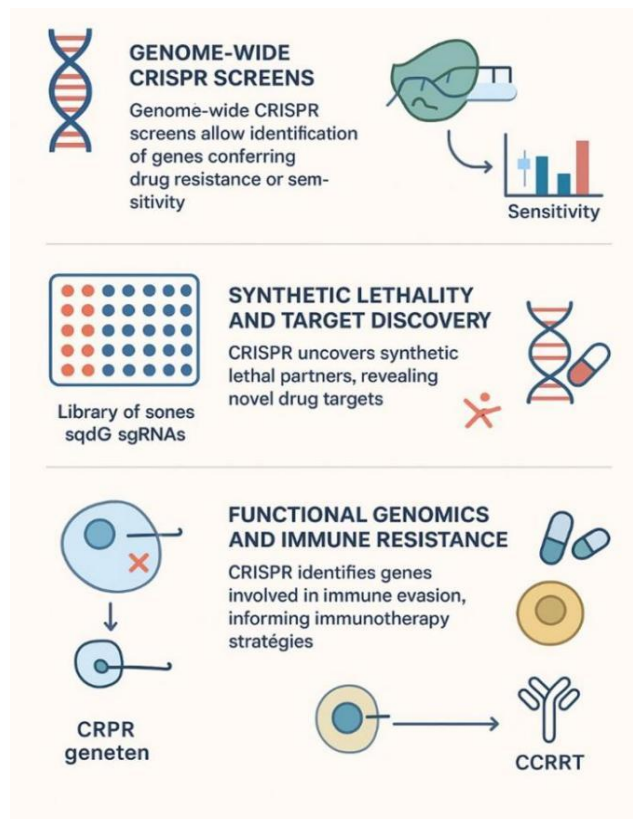 GENOME-WIDE
CRISPR SCREENS
Genome-wide CRISPR
screens allow identification
of genes conferring
drug resistance or sem-
sitivity
Sensitivity
SYNTHETIC LETHALITY
AND TARGET DISCOVERY
CRISPR uncovers synthetic
lethal partners, revealing
novel drug targets
Library of sones
sqdG sgRNAs
FUNCTIONAL GENOMICS
AND IMMUNE RESISTANCE
CRISPR identifies genes
involved in immune evasion,
informing immunotherapy
stratégies
CRPR
geneten
CCRRT